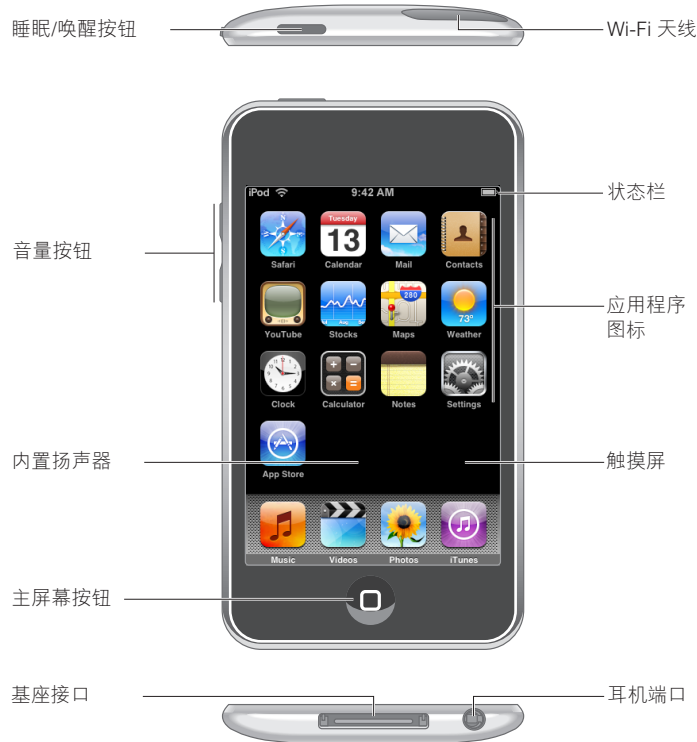 睡眠/唤醒按钮
Wi-Fi 天线
iPod 9:42 AM
状态栏
Tuesday
13
280
Safari Calendar Mail Contacts
音量按钮
应用程序
图标
73°
YouTube Stocks Maps Weather
Clock Calculator Notes Settings
内置扬声器
触摸屏
App Store
Music Videos Photos iTunes
主屏幕按钮
基座接口
耳机端口